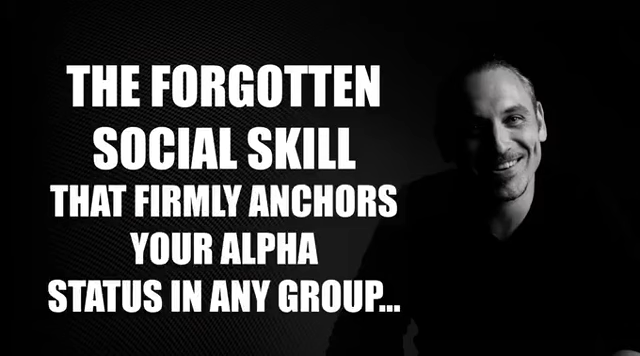 THE FORGOTTEN
SOCIAL SKILL
THAT FIRMLY ANCHORS
YOUR ALPHA
STATUS IN ANY GROUP...